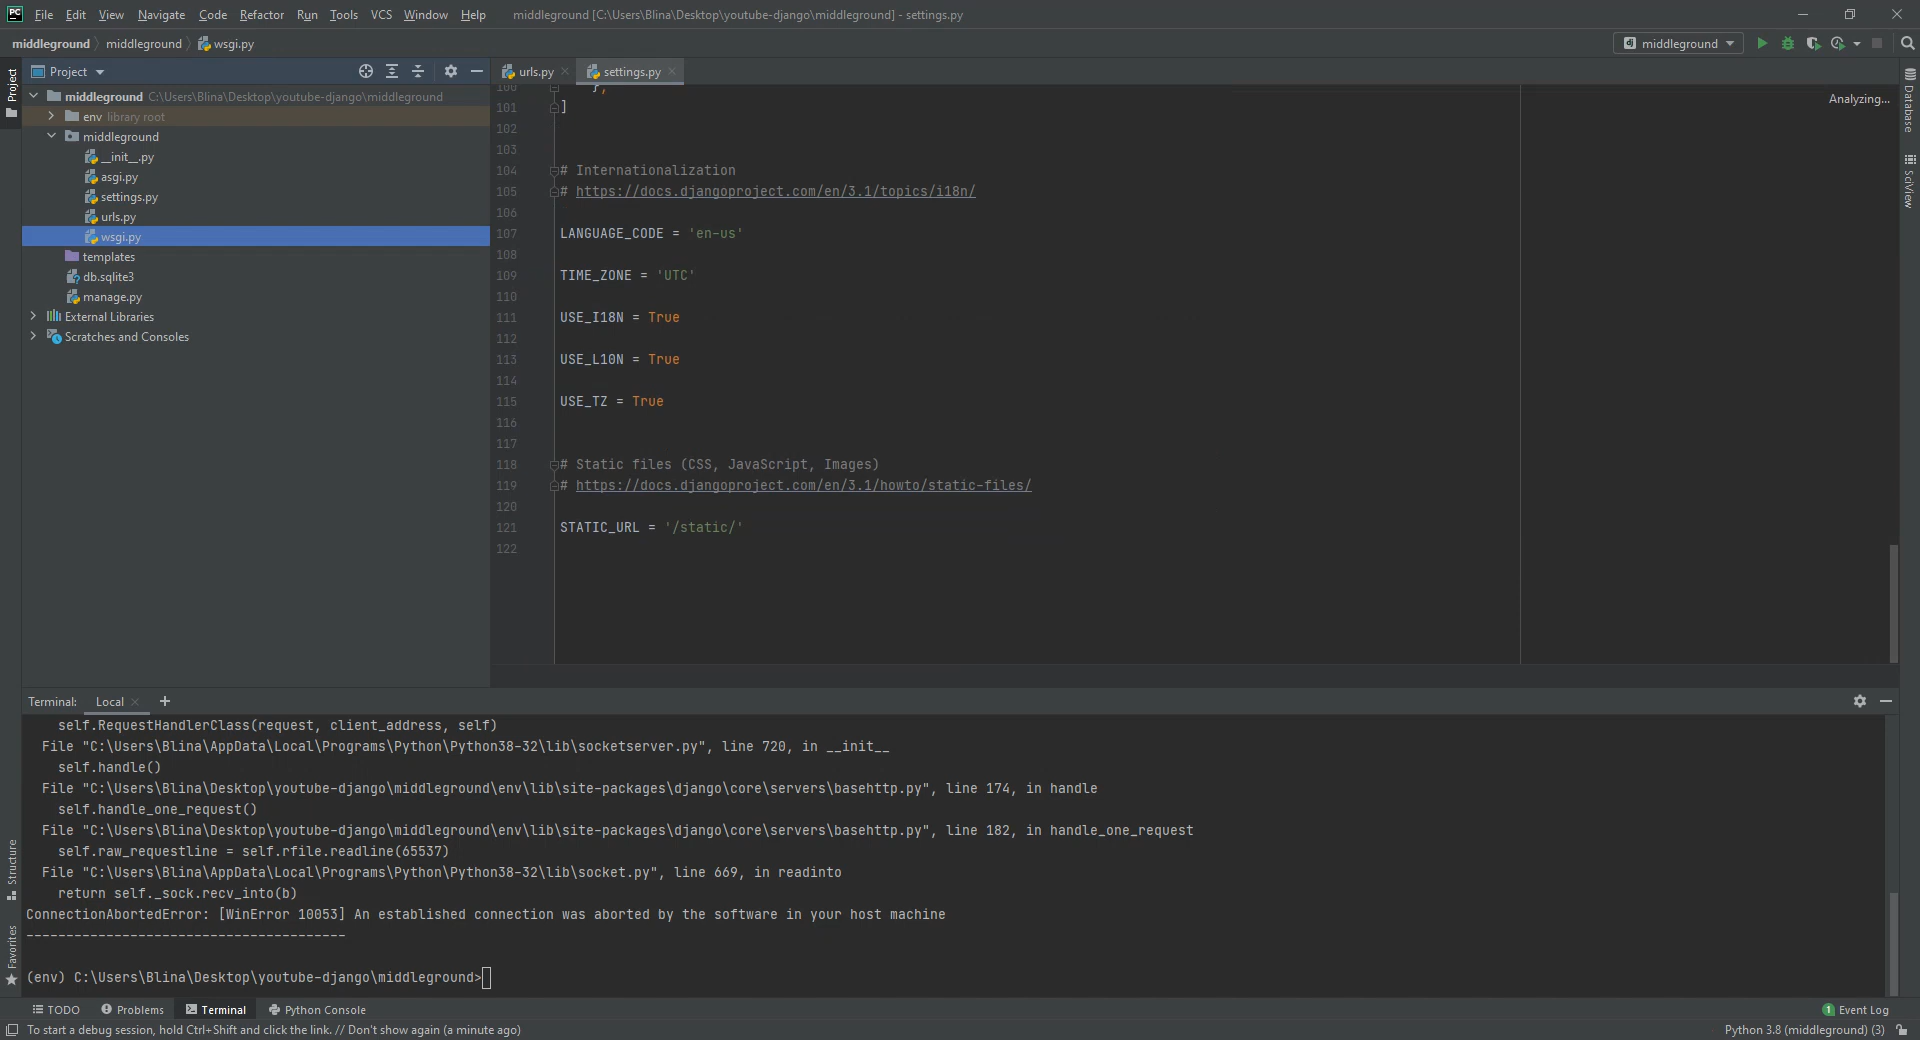 PC File Edit View Navigate Code Refactor Run Tools VCS Window Help middleground [C:\Users\Blina\Desktop\youtube-django\middleground] - settings.py
middleground middleground wsgi.py middleground
Project urls.py settings.py
Project
Database
SciView
Structure
Favorites
middleground C:\Users\Blina\Desktop\youtube-django\middleground
env library root
middleground
__init__.py
asgi.py
settings.py
urls.py
wsgi.py
templates
db.sqlite3
manage.py
External Libraries
Scratches and Consoles
Analyzing...
100 },
101 ]
102
103
104 # Internationalization
105 # https://docs.djangoproject.com/en/3.1/topics/i18n/
106
107 LANGUAGE_CODE = 'en-us'
108
109 TIME_ZONE = 'UTC'
110
111 USE_I18N = True
112
113 USE_L10N = True
114
115 USE_TZ = True
116
117
118 # Static files (CSS, JavaScript, Images)
119 # https://docs.djangoproject.com/en/3.1/howto/static-files/
120
121 STATIC_URL = '/static/'
122
Terminal: Local +
self.RequestHandlerClass(request, client_address, self)
File "C:\Users\Blina\AppData\Local\Programs\Python\Python38-32\lib\socketserver.py", line 720, in __init__
self.handle()
File "C:\Users\Blina\Desktop\youtube-django\middleground\env\lib\site-packages\django\core\servers\basehttp.py", line 174, in handle
self.handle_one_request()
File "C:\Users\Blina\Desktop\youtube-django\middleground\env\lib\site-packages\django\core\servers\basehttp.py", line 182, in handle_one_request
self.raw_requestline = self.rfile.readline(65537)
File "C:\Users\Blina\AppData\Local\Programs\Python\Python38-32\lib\socket.py", line 669, in readinto
return self._sock.recv_into(b)
ConnectionAbortedError: [WinError 10053] An established connection was aborted by the software in your host machine
----------------------------------------
(env) C:\Users\Blina\Desktop\youtube-django\middleground>
TODO Problems Terminal Python Console 1 Event Log
To start a debug session, hold Ctrl+Shift and click the link. // Don't show again (a minute ago) Python 3.8 (middleground) (3)